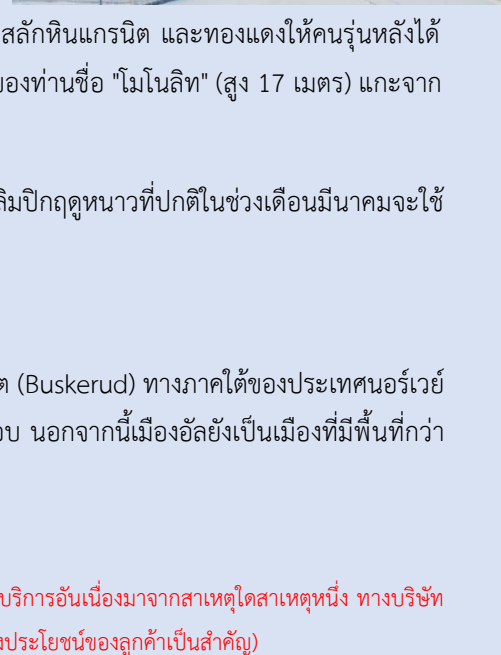 สลักหินแกรนิต และทองแดงให้คนรุ่นหลังได้
ของท่านชื่อ "โมโนลิท" (สูง 17 เมตร) แกะจาก
ลิมปิกฤดูหนาวที่ปกติในช่วงเดือนมีนาคมจะใช้
(Buskerud) ทางภาคใต้ของประเทศนอร์เวย์
นอกจากนี้เมืองอัลยังเป็นเมืองที่มีพื้นที่กว่า
บริการอันเนื่องมาจากสาเหตุใดสาเหตุหนึ่ง ทางบริษัท
ประโยชน์ของลูกค้าเป็นสำคัญ)